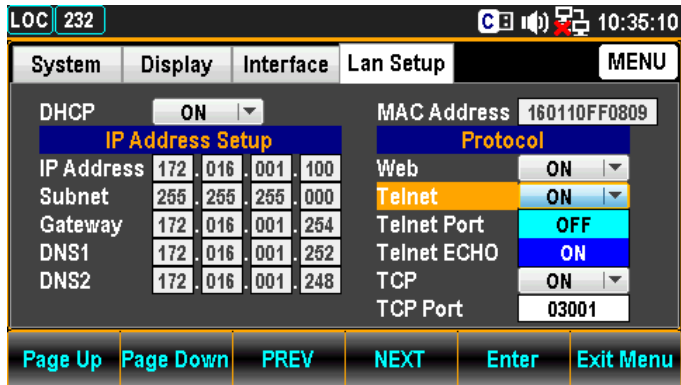 LOC 232 C 10:35:10
System Display Interface Lan Setup MENU
DHCP ON MAC Address 160110FF0809
IP Address Setup Protocol
IP Address 172 . 016 . 001 . 100 Web ON
Subnet 255 . 255 . 255 . 000 Telnet ON
Gateway 172 . 016 . 001 . 254 Telnet Port OFF
DNS1 172 . 016 . 001 . 252 Telnet ECHO ON
DNS2 172 . 016 . 001 . 248 TCP ON
TCP Port 03001
Page Up Page Down PREV NEXT Enter Exit Menu